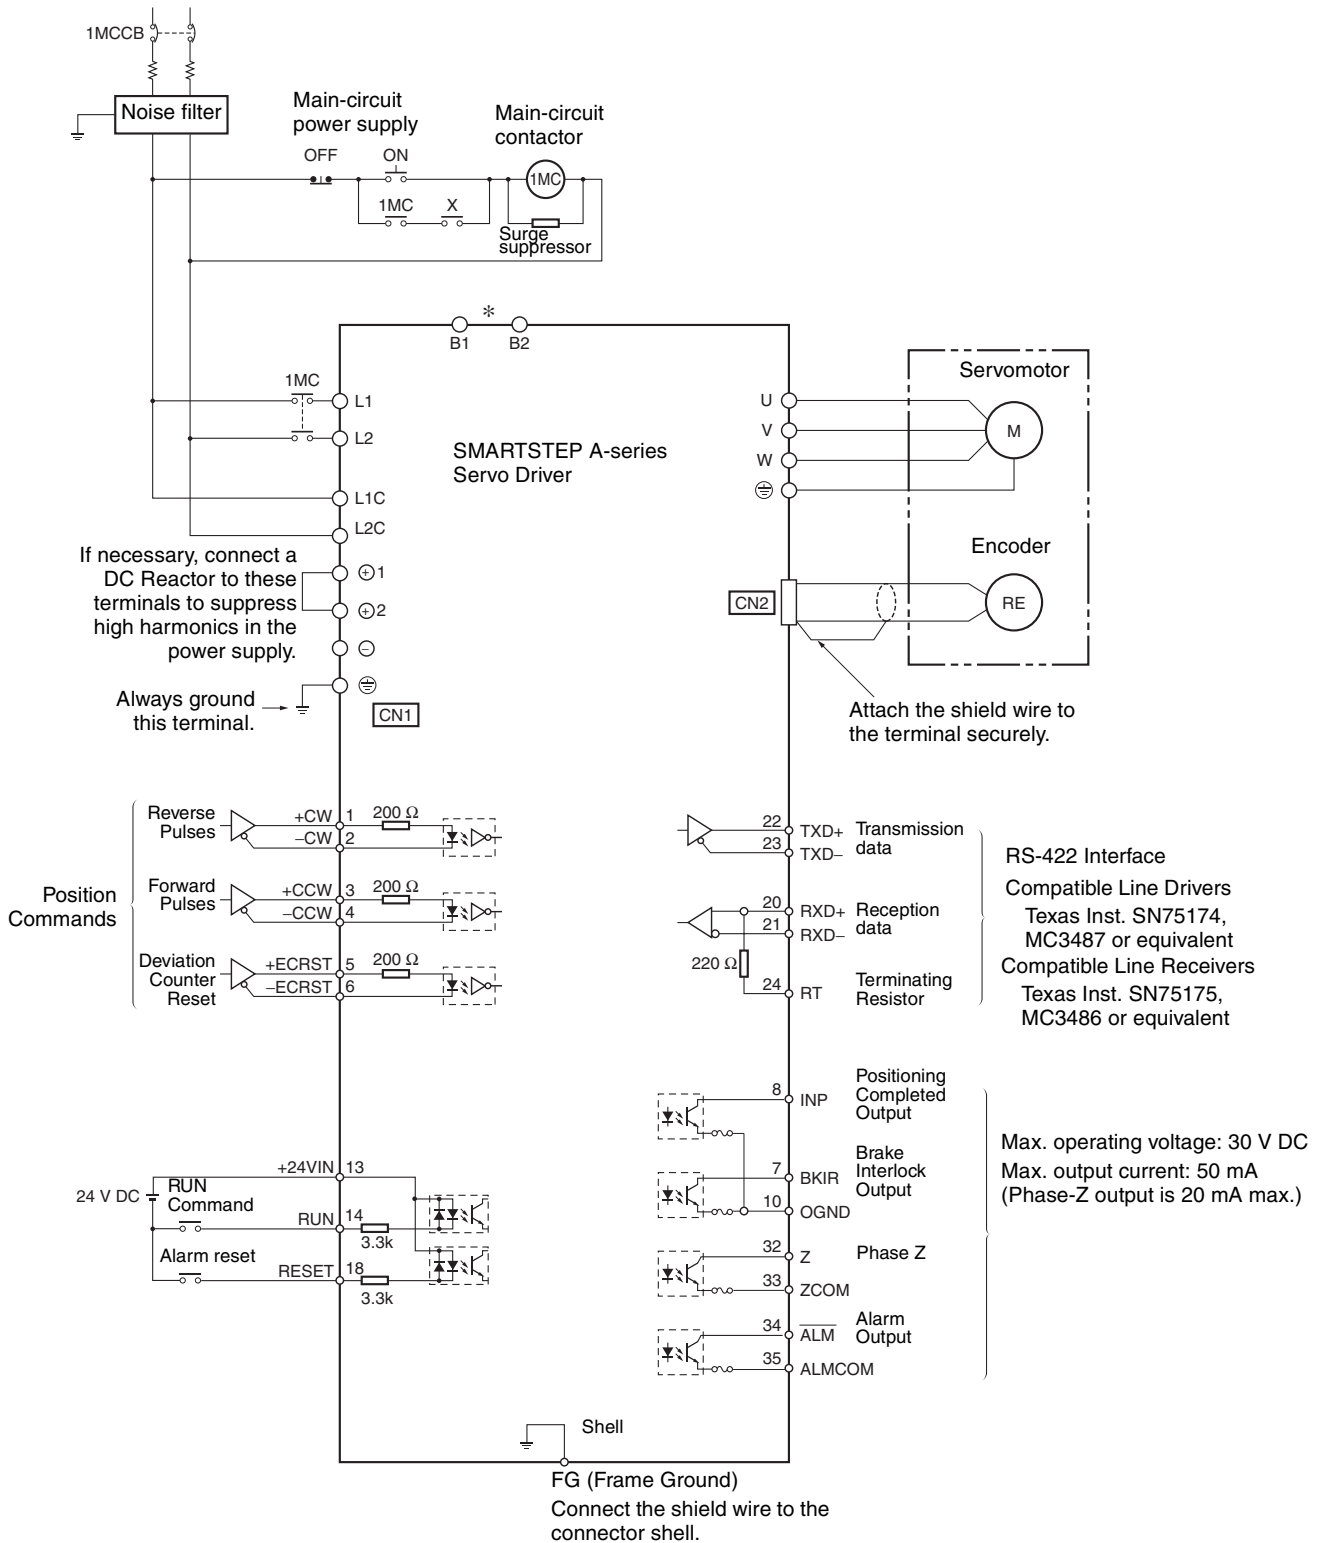 1MCCB
Noise filter
Main-circuit
power supply
Main-circuit
contactor
OFF
ON
1MC
1MC
X
Surge
suppressor
*
B1
B2
1MC
L1
L2
L1C
L2C
SMARTSTEP A-series
Servo Driver
U
V
W
Servomotor
M
Encoder
RE
CN2
If necessary, connect a
DC Reactor to these
terminals to suppress
high harmonics in the
power supply.
+1
+2
−
Always ground
this terminal.
CN1
Attach the shield wire to
the terminal securely.
Position
Commands
Reverse
Pulses
+CW
1
200 Ω
−CW
2
Forward
Pulses
+CCW
3
200 Ω
−CCW
4
Deviation
Counter
Reset
+ECRST
5
200 Ω
−ECRST
6
22
TXD+
Transmission
data
23
TXD−
20
RXD+
Reception
data
21
RXD−
220 Ω
24
RT
Terminating
Resistor
RS-422 Interface
Compatible Line Drivers
Texas Inst. SN75174,
MC3487 or equivalent
Compatible Line Receivers
Texas Inst. SN75175,
MC3486 or equivalent
8
INP
Positioning
Completed
Output
7
BKIR
Brake
Interlock
Output
10
OGND
32
Z
Phase Z
33
ZCOM
34
ALM
Alarm
Output
35
ALMCOM
Max. operating voltage: 30 V DC
Max. output current: 50 mA
(Phase-Z output is 20 mA max.)
+24VIN
13
24 V DC
RUN
Command
RUN
14
3.3k
Alarm reset
RESET
18
3.3k
Shell
FG (Frame Ground)
Connect the shield wire to the
connector shell.